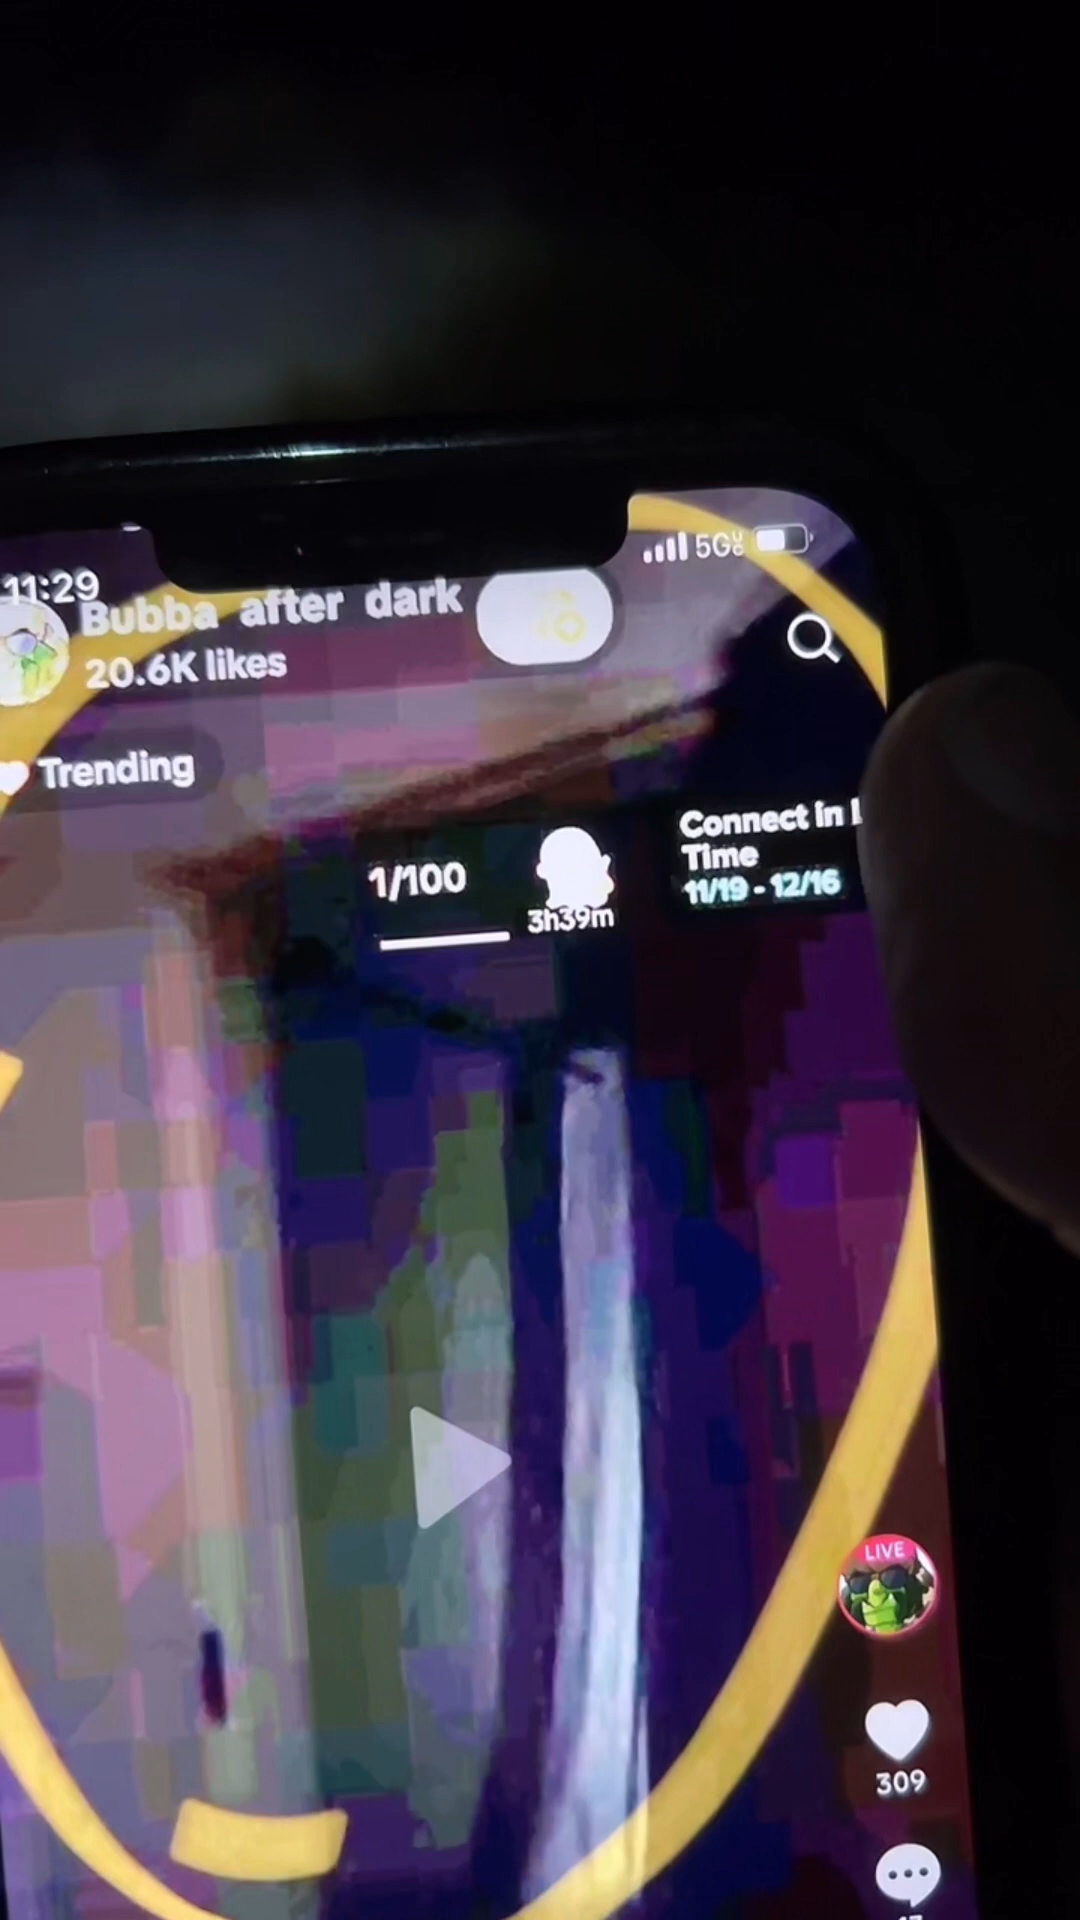 11:29
5G
Bubba after dark
20.6K likes
Trending
1/100
3h39m
Connect in
Time
11/19 - 12/16
LIVE
309